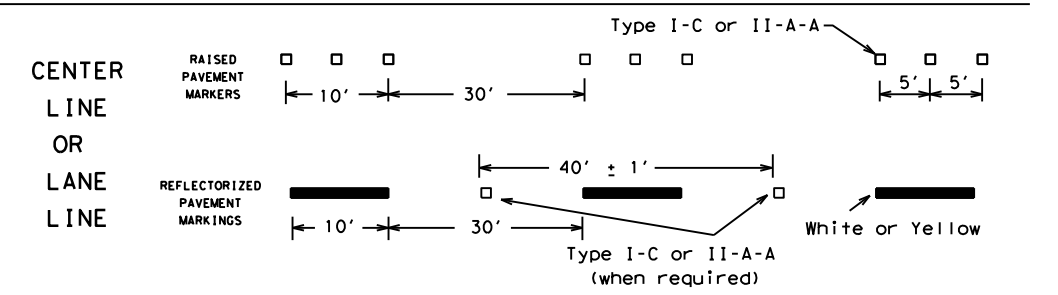 Type I-C or II-A-A
CENTER
LINE
OR
LANE
LINE
RAISED
PAVEMENT
MARKERS
10'
30'
5'
5'
REFLECTORIZED
PAVEMENT
MARKINGS
40' ± 1'
10'
30'
Type I-C or II-A-A
(when required)
White or Yellow